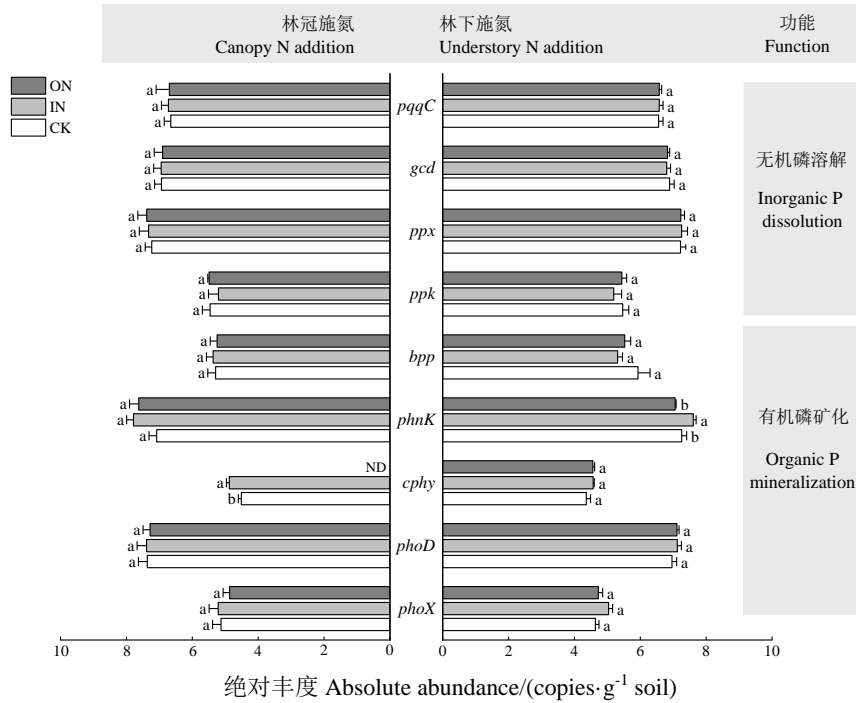 林冠施氮 林下施氮 功能
Canopy N addition Understory N addition Function
ON
IN
CK
a a
a pqqC a
a a
a a
a gcd a
a a
a a
a ppx a
a a
a a
a ppk a
a a
a a
a bpp a
a a
a b
a phnK a
a b
ND a
a cphy a
b a
a a
a phoD a
a a
a a
a phoX a
a a
无机磷溶解
Inorganic P
dissolution
有机磷矿化
Organic P
mineralization
10 8 6 4 2 0 0 2 4 6 8 10
绝对丰度 Absolute abundance/(copies·g⁻¹ soil)